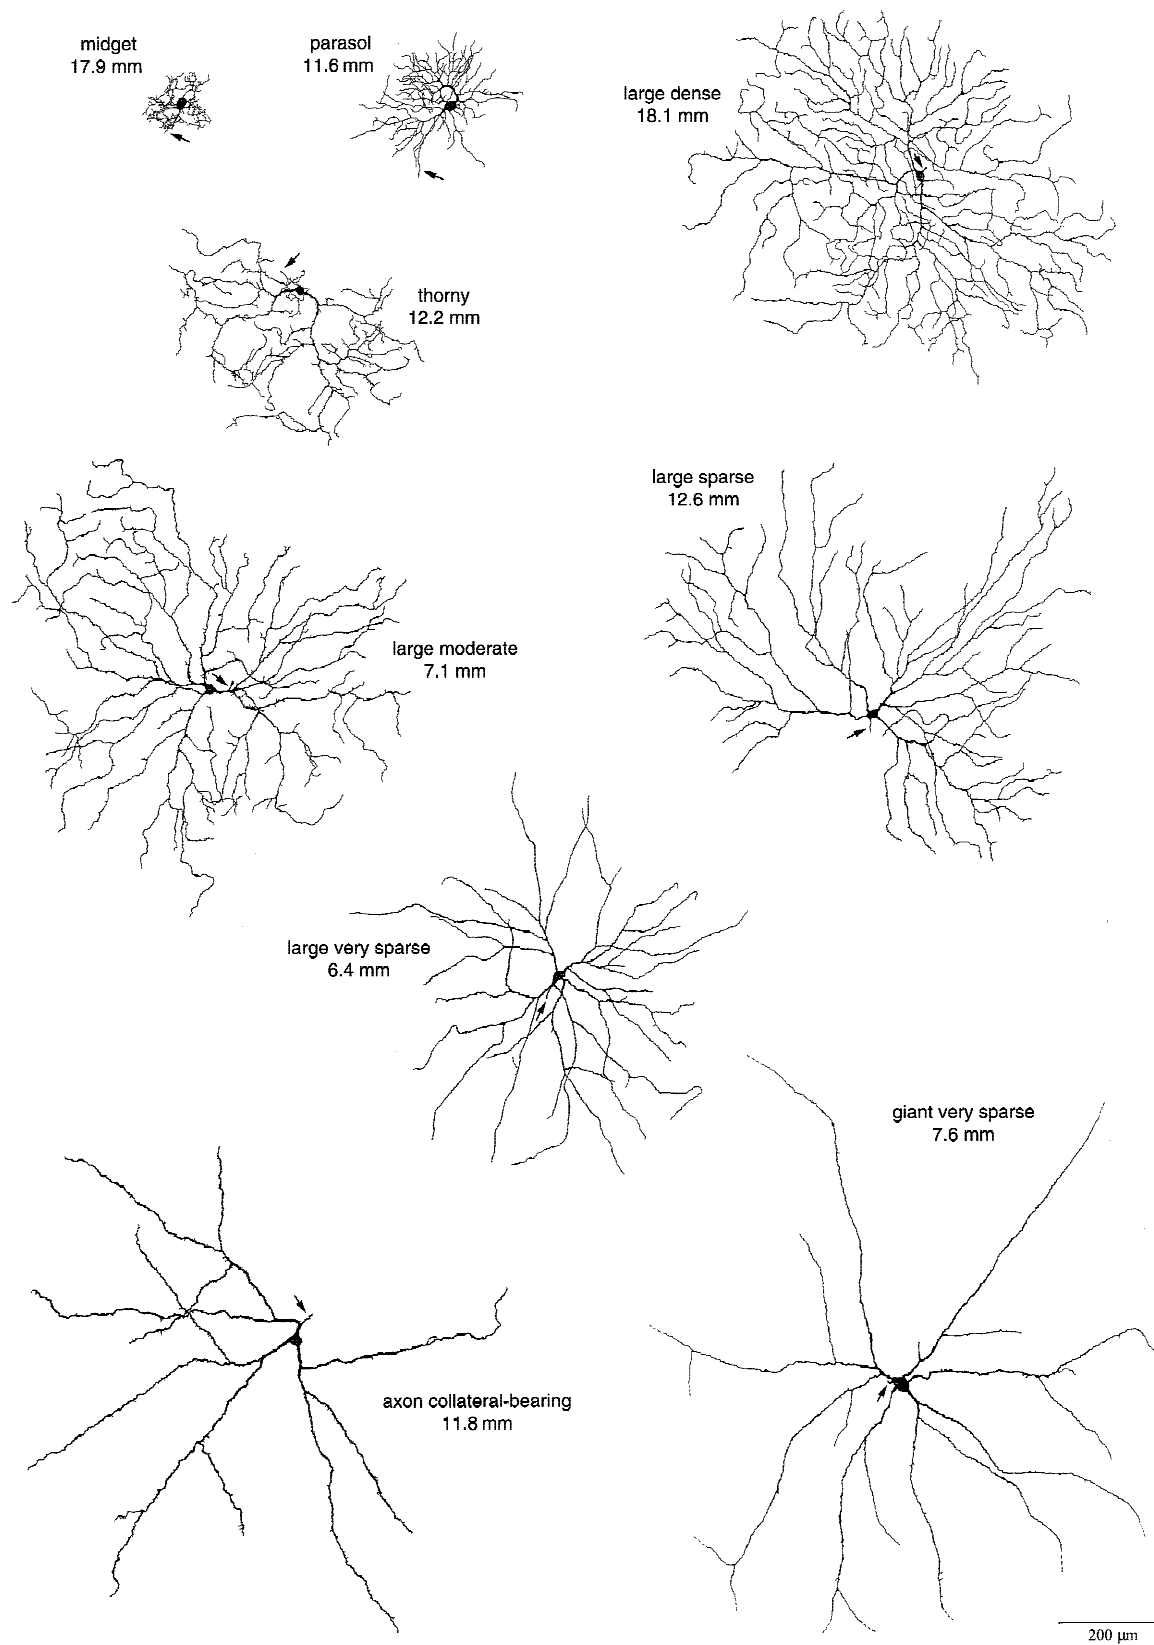 midget
17.9 mm
parasol
11.6 mm
large dense
18.1 mm
thorny
12.2 mm
large sparse
12.6 mm
large moderate
7.1 mm
large very sparse
6.4 mm
giant very sparse
7.6 mm
axon collateral-bearing
11.8 mm
200 µm